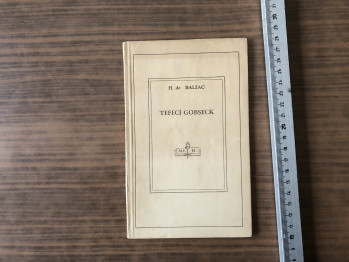 H. de BALZAC
TEFECİ GOBSECK